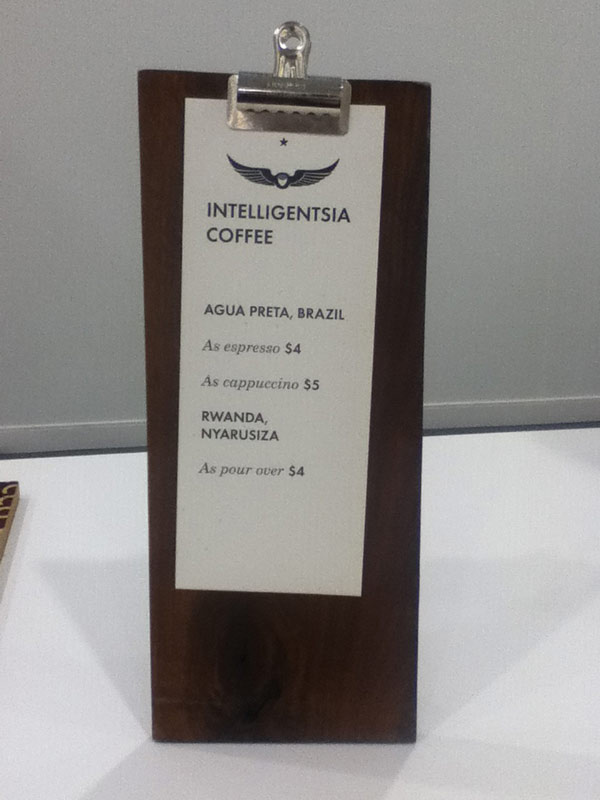 INTELLIGENTSIA
COFFEE
AGUA PRETA, BRAZIL
As espresso $4
As cappuccino $5
RWANDA,
NYARUSIZA
As pour over $4